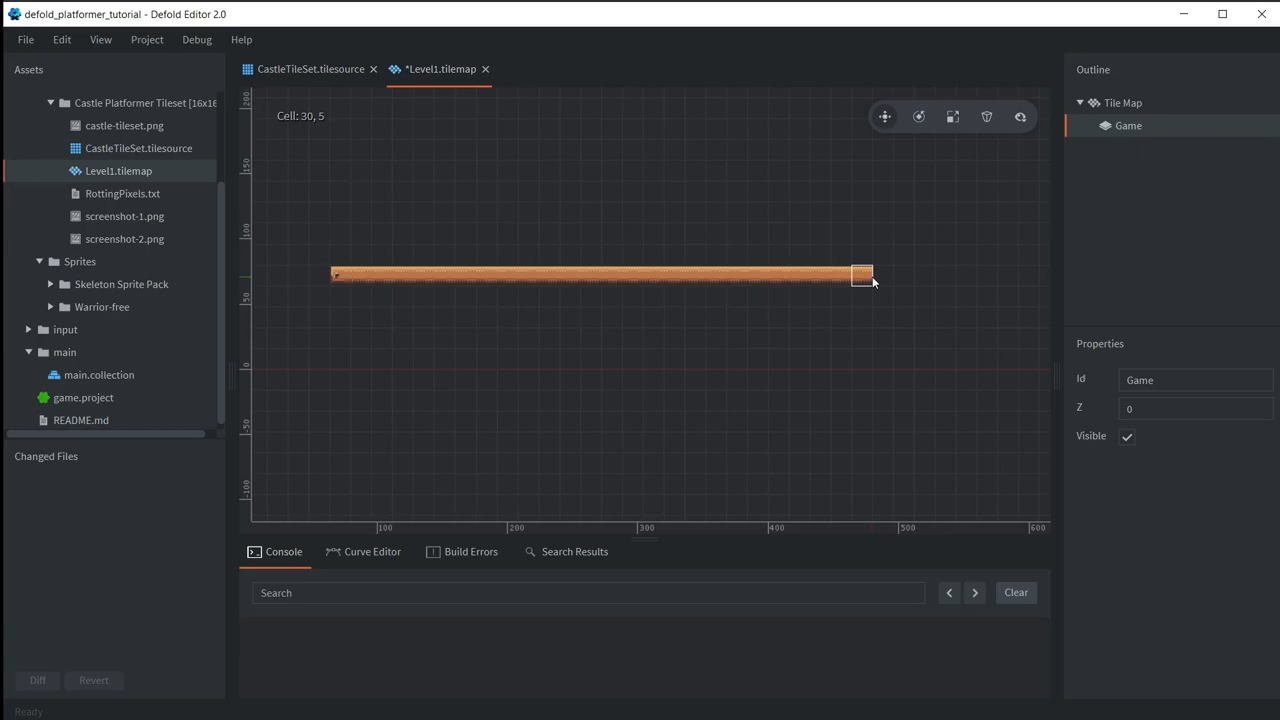 defold_platformer_tutorial - Defold Editor 2.0
File Edit View Project Debug Help
Assets
Castle Platformer Tileset [16x16
castle-tileset.png
CastleTileSet.tilesource
Level1.tilemap
RottingPixels.txt
screenshot-1.png
screenshot-2.png
Sprites
Skeleton Sprite Pack
Warrior-free
input
main
main.collection
game.project
README.md
Changed Files
Diff Revert
Ready
CastleTileSet.tilesource
*Level1.tilemap
Cell: 30, 5
200
150
100
50
0
-50
-100
100 200 300 400 500 600
Console Curve Editor Build Errors Search Results
Search
Clear
Outline
Tile Map
Game
Properties
Id Game
Z 0
Visible